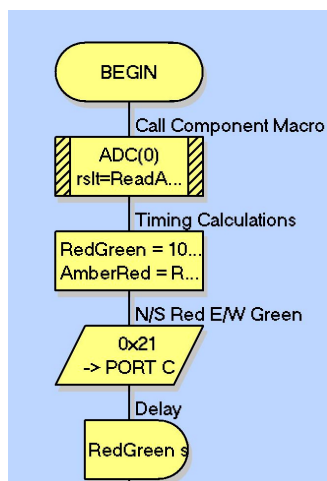 BEGIN
Call Component Macro
ADC(0)
rslt=ReadA...
Timing Calculations
RedGreen = 10...
AmberRed = R...
N/S Red E/W Green
0x21
-> PORT C
Delay
RedGreen s